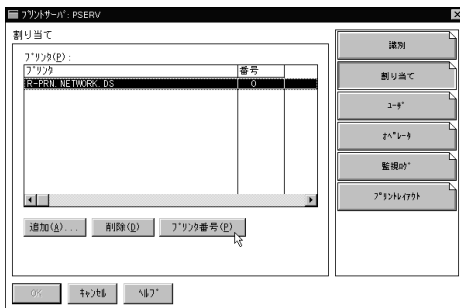 プリントサーバ: PSERV
割り当て
プリンタ(P):
プリンタ 番号
R-PRN.NETWORK.DS 0
追加(A)... 削除(D) プリンタ番号(P)
OK キャンセル ヘルプ
識別
割り当て
ユーザ
オペレータ
監視ログ
プリントレイアウト